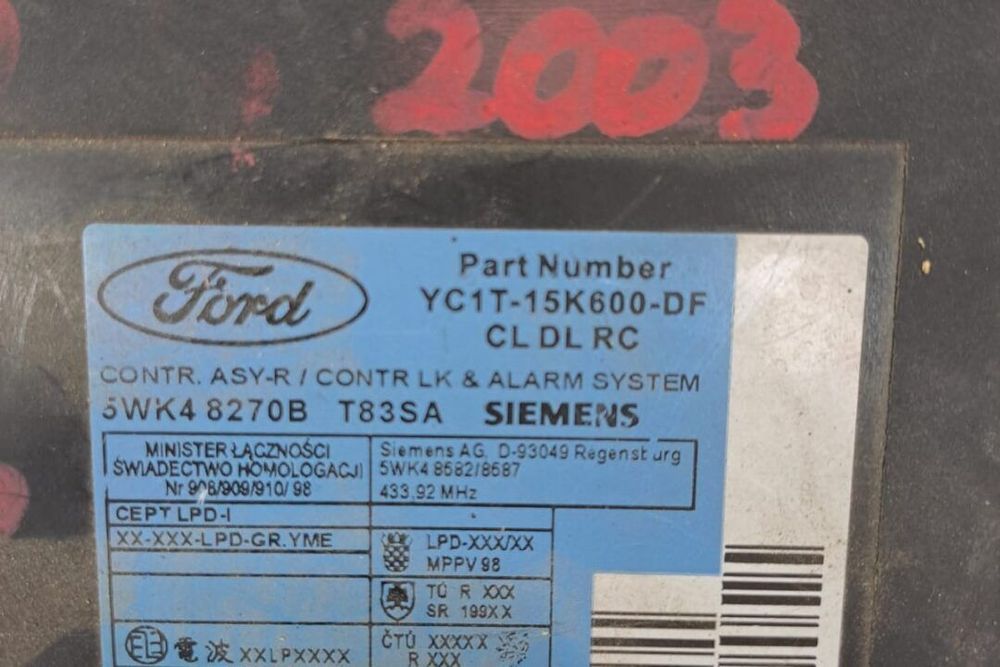 2003
Ford
Part Number
YC1T-15K600-DF
CL DL RC
CONTR. ASY-R / CONTR LK & ALARM SYSTEM
5WK4 8270B T83SA SIEMENS
MINISTER ŁĄCZNOŚCI
ŚWIADECTWO HOMOLOGACJI
Nr 908/909/910/ 98
Siemens AG, D-93049 Regensburg
5WK4 8582/8587
433,92 MHz
CEPT LPD-I
XX-XXX-LPD-GR.YME
LPD-XXX/XX
MPPV 98
TÚ R XXX
SR 199XX
電波 XXLPXXXX
ČTÚ XXXXX
R XXX